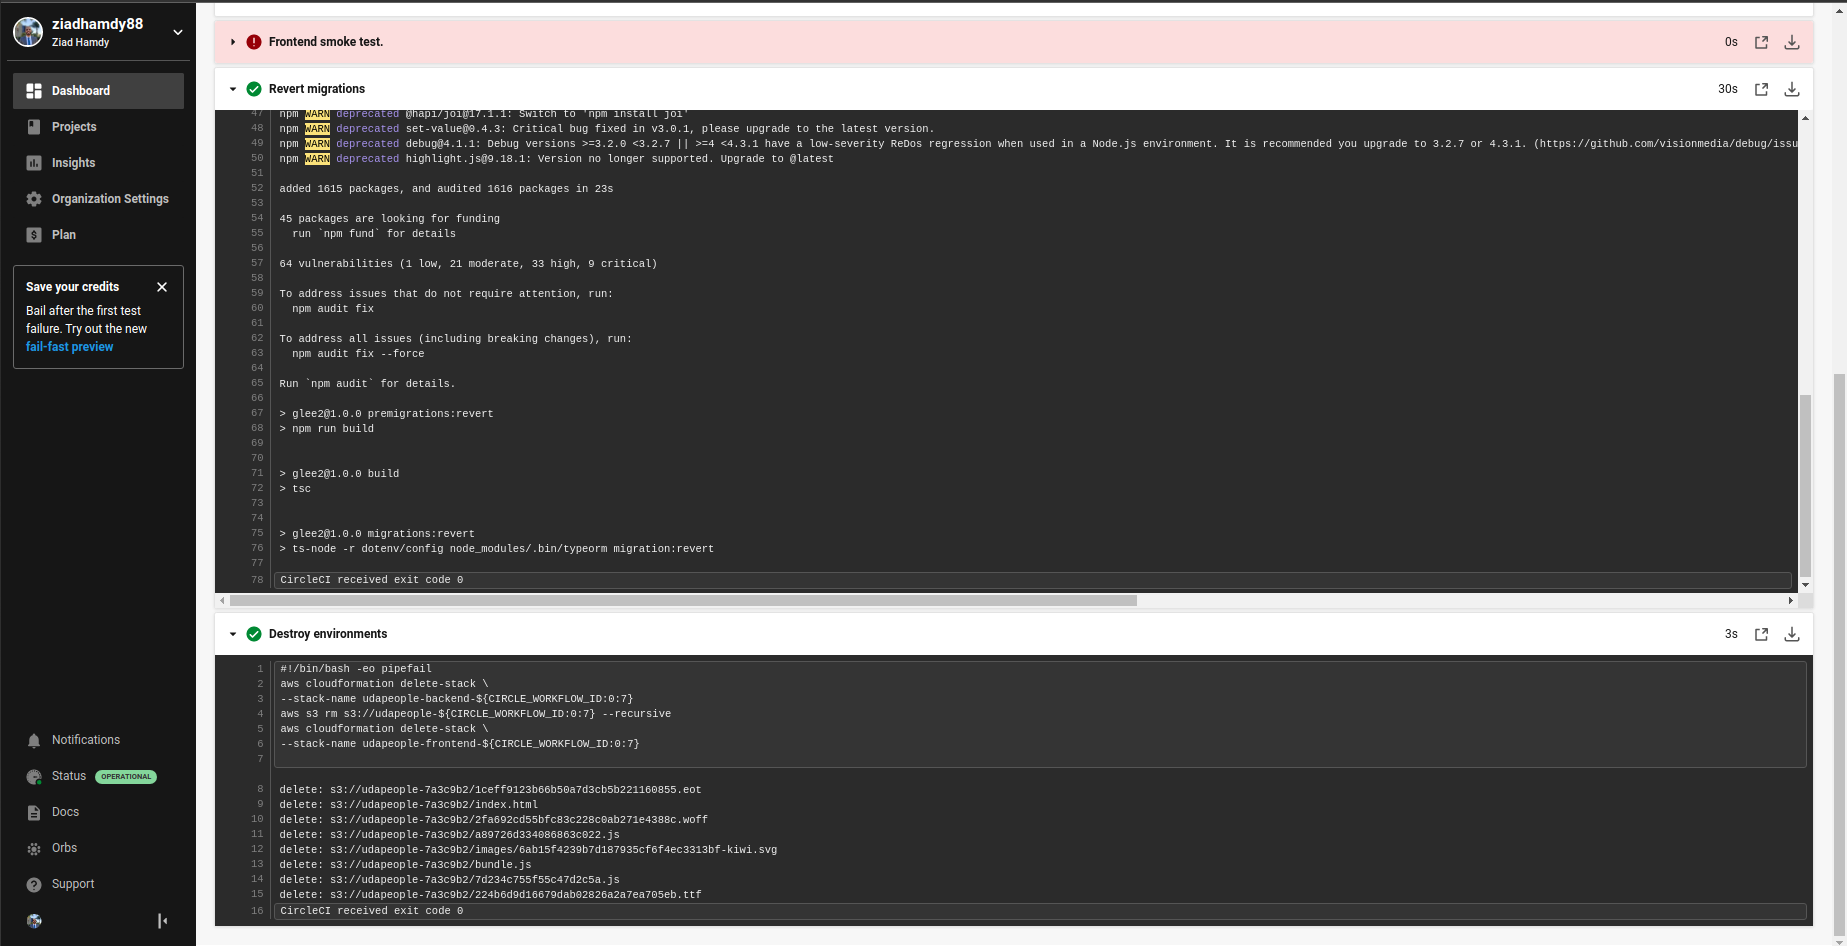 ziadhamdy88
Ziad Hamdy
Dashboard
Projects
Insights
Organization Settings
$ Plan
Save your credits
Bail after the first test
failure. Try out the new
fail-fast preview
Notifications
Status OPERATIONAL
Docs
Orbs
Support
Frontend smoke test. 0s
Revert migrations 30s
47 npm WARN deprecated @hapi/joi@17.1.1: Switch to 'npm install joi'
48 npm WARN deprecated set-value@0.4.3: Critical bug fixed in v3.0.1, please upgrade to the latest version.
49 npm WARN deprecated debug@4.1.1: Debug versions >=3.2.0 <3.2.7 || >=4 <4.3.1 have a low-severity ReDos regression when used in a Node.js environment. It is recommended you upgrade to 3.2.7 or 4.3.1. (https://github.com/visionmedia/debug/issu
50 npm WARN deprecated highlight.js@9.18.1: Version no longer supported. Upgrade to @latest
51
52 added 1615 packages, and audited 1616 packages in 23s
53
54 45 packages are looking for funding
55 run `npm fund` for details
56
57 64 vulnerabilities (1 low, 21 moderate, 33 high, 9 critical)
58
59 To address issues that do not require attention, run:
60 npm audit fix
61
62 To address all issues (including breaking changes), run:
63 npm audit fix --force
64
65 Run `npm audit` for details.
66
67 > glee2@1.0.0 premigrations:revert
68 > npm run build
69
70
71 > glee2@1.0.0 build
72 > tsc
73
74
75 > glee2@1.0.0 migrations:revert
76 > ts-node -r dotenv/config node_modules/.bin/typeorm migration:revert
77
78 CircleCI received exit code 0
Destroy environments 3s
1 #!/bin/bash -eo pipefail
2 aws cloudformation delete-stack \
3 --stack-name udapeople-backend-${CIRCLE_WORKFLOW_ID:0:7}
4 aws s3 rm s3://udapeople-${CIRCLE_WORKFLOW_ID:0:7} --recursive
5 aws cloudformation delete-stack \
6 --stack-name udapeople-frontend-${CIRCLE_WORKFLOW_ID:0:7}
7
8 delete: s3://udapeople-7a3c9b2/1ceff9123b66b50a7d3cb5b221160855.eot
9 delete: s3://udapeople-7a3c9b2/index.html
10 delete: s3://udapeople-7a3c9b2/2fa692cd55bfc83c228c0ab271e4388c.woff
11 delete: s3://udapeople-7a3c9b2/a89726d334086863c022.js
12 delete: s3://udapeople-7a3c9b2/images/6ab15f4239b7d187935cf6f4ec3313bf-kiwi.svg
13 delete: s3://udapeople-7a3c9b2/bundle.js
14 delete: s3://udapeople-7a3c9b2/7d234c755f55c47d2c5a.js
15 delete: s3://udapeople-7a3c9b2/224b6d9d16679dab02826a2a7ea705eb.ttf
16 CircleCI received exit code 0